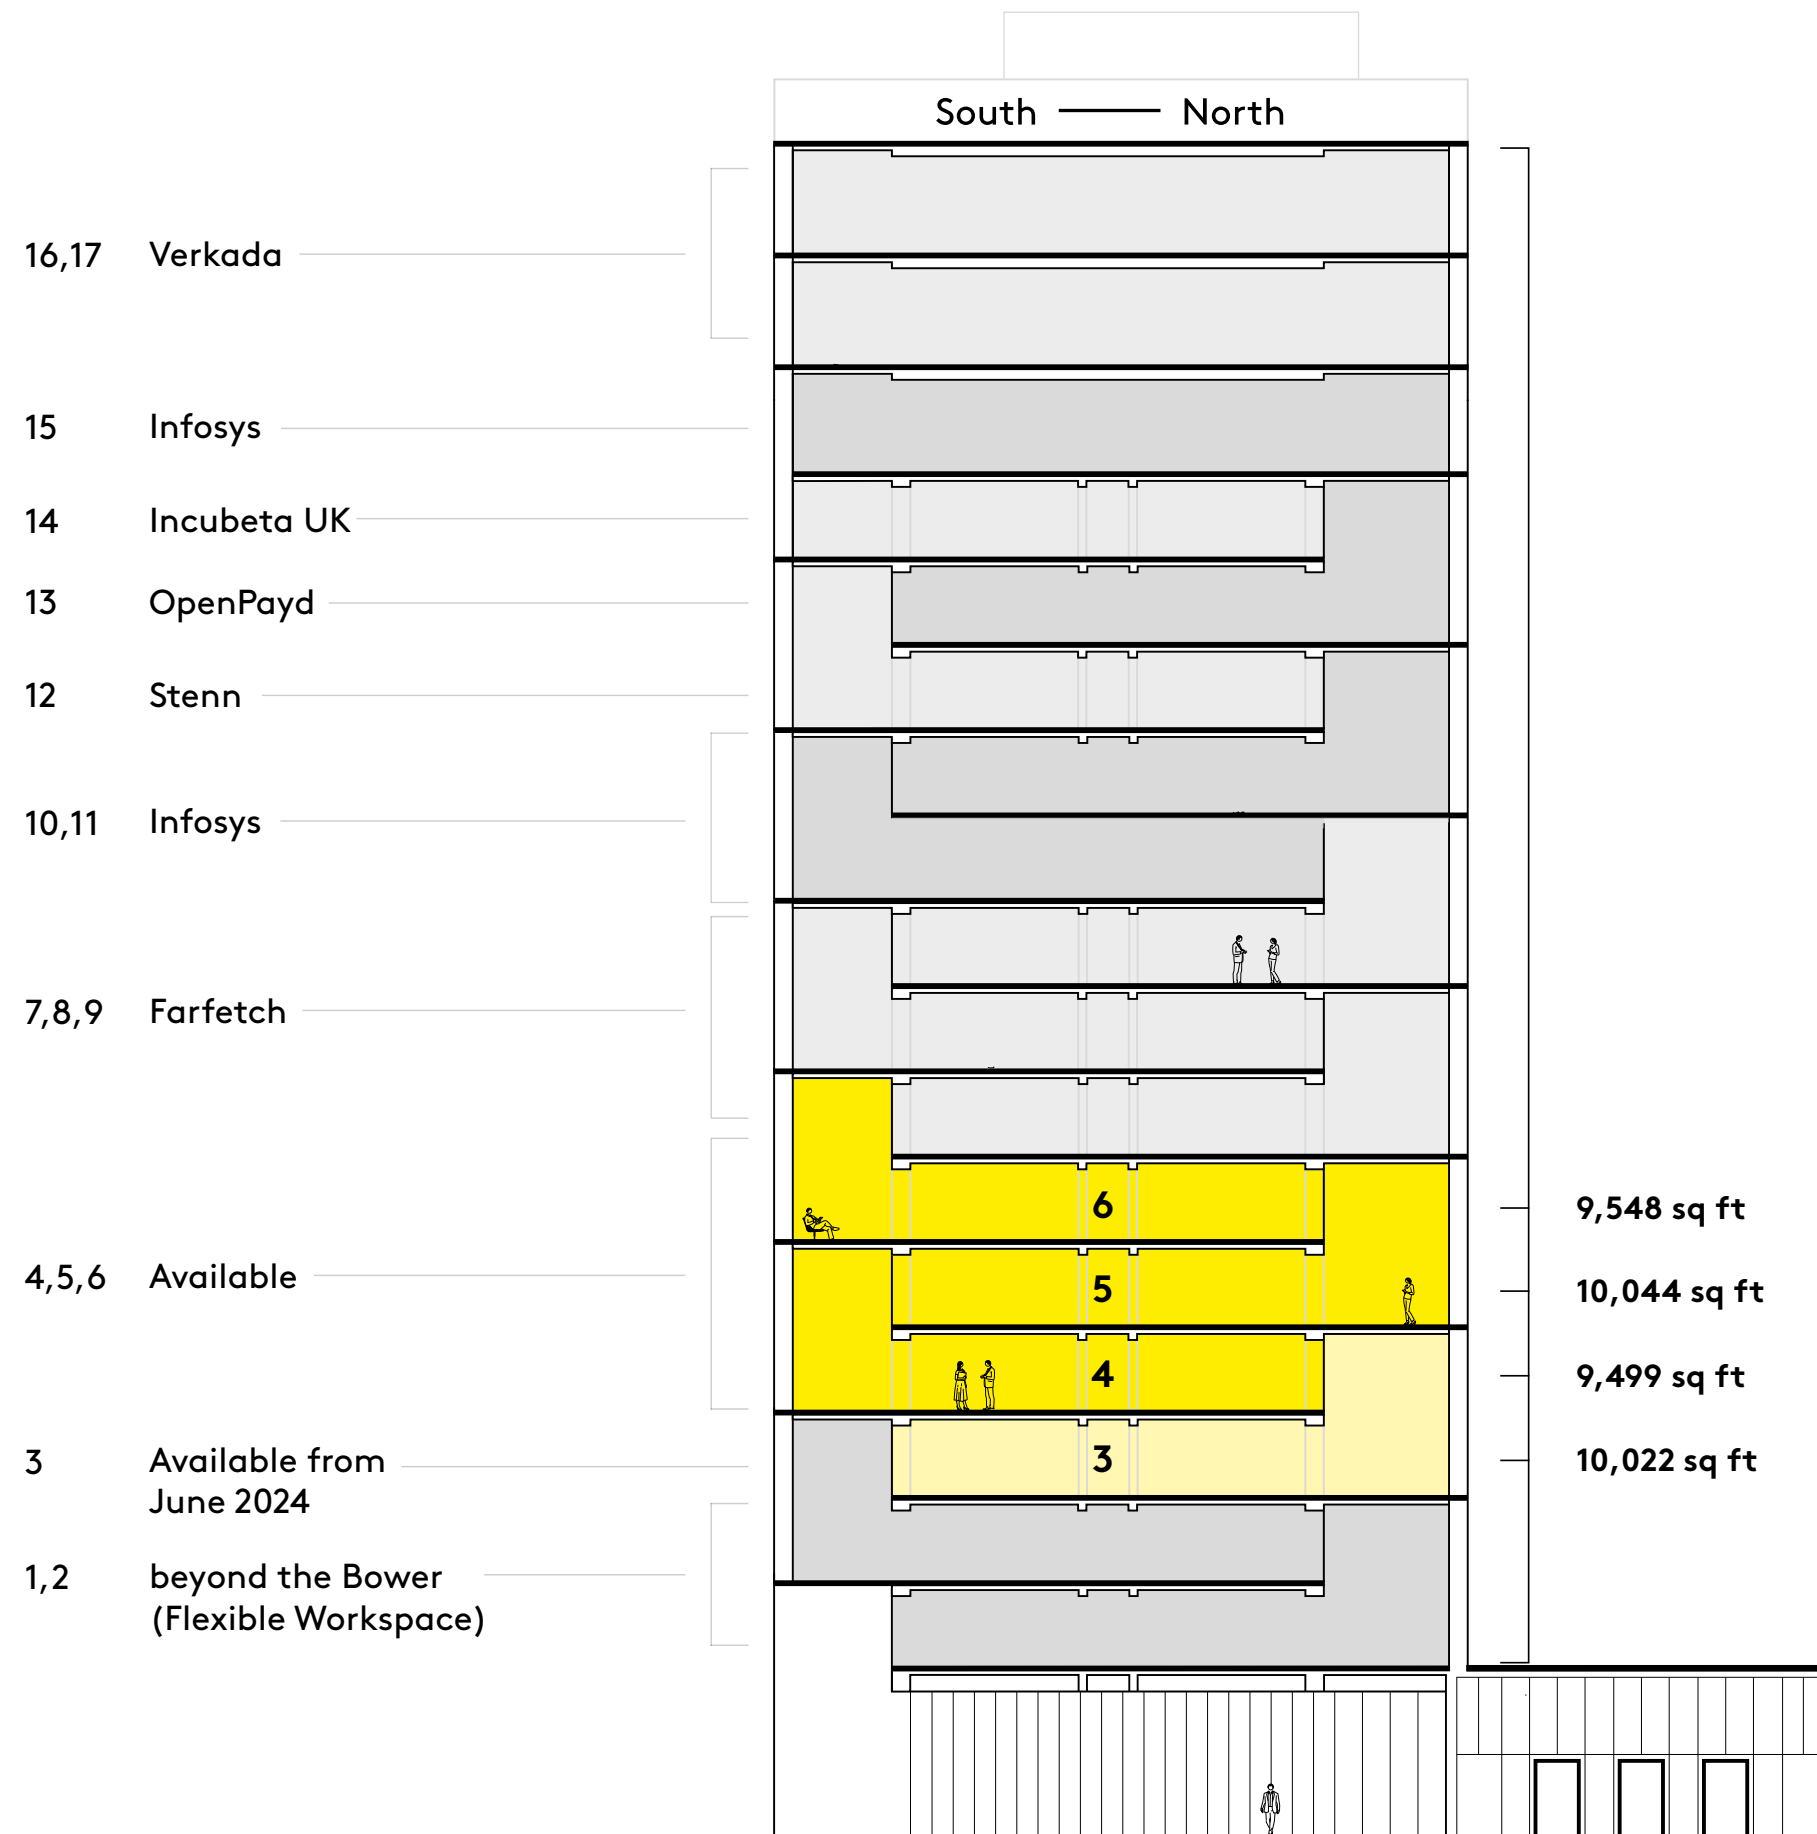 South North
16,17 Verkada
15 Infosys
14 Incubeta UK
13 OpenPayd
12 Stenn
10,11 Infosys
7,8,9 Farfetch
6 9,548 sq ft
4,5,6 Available
5 10,044 sq ft
4 9,499 sq ft
3 Available from
June 2024
3 10,022 sq ft
1,2 beyond the Bower
(Flexible Workspace)